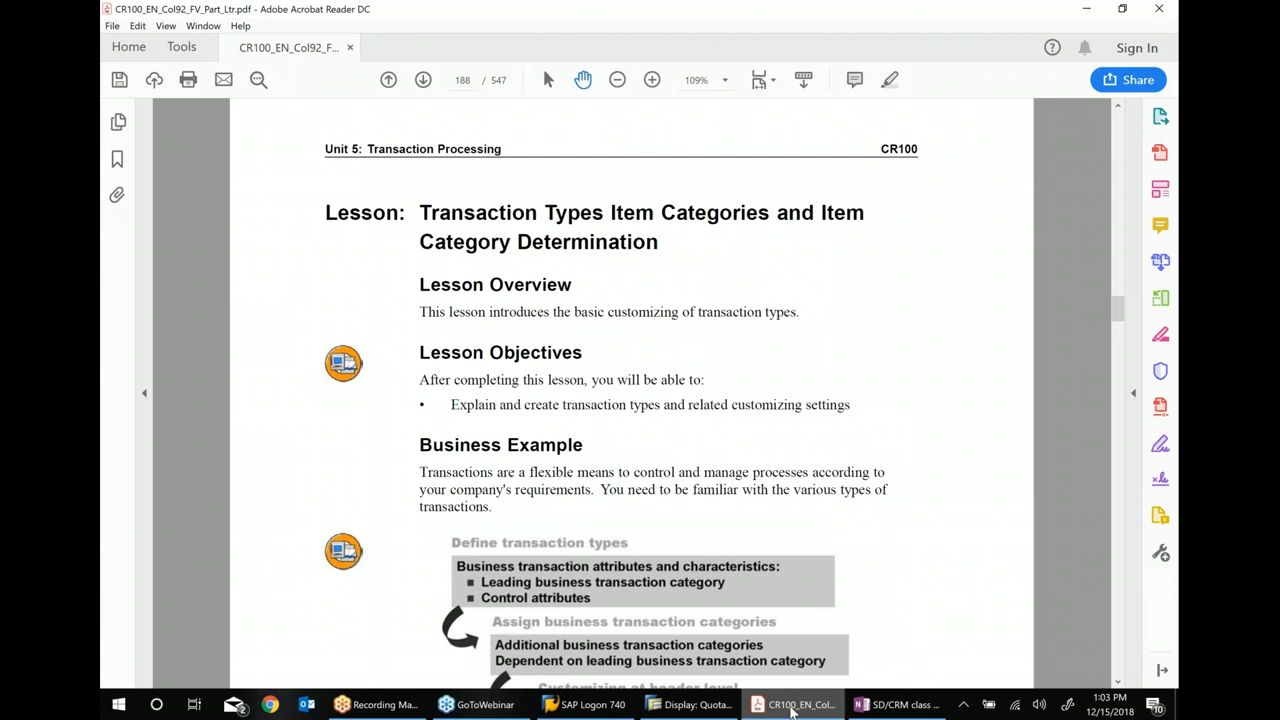 CR100_EN_Col92_FV_Part_Ltr.pdf - Adobe Acrobat Reader DC
File Edit View Window Help
Home Tools CR100_EN_Col92_F... × Sign In
188 / 547 109% Share
Unit 5: Transaction Processing CR100
Lesson: Transaction Types Item Categories and Item
Category Determination
Lesson Overview
This lesson introduces the basic customizing of transaction types.
Lesson Objectives
After completing this lesson, you will be able to:
• Explain and create transaction types and related customizing settings
Business Example
Transactions are a flexible means to control and manage processes according to
your company's requirements. You need to be familiar with the various types of
transactions.
Define transaction types
Business transaction attributes and characteristics:
■ Leading business transaction category
■ Control attributes
Assign business transaction categories
Additional business transaction categories
Dependent on leading business transaction category
Customizing at header level
Recording Ma... GoToWebinar SAP Logon 740 Display: Quota... CR100_EN_Col... SD/CRM class ... 1:03 PM
12/15/2018